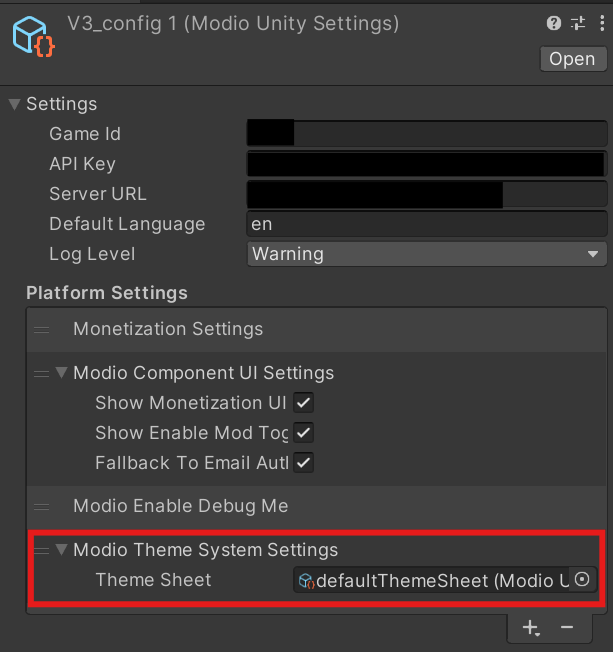 V3_config 1 (Modio Unity Settings)
Open
Settings
Game Id
API Key
Server URL
Default Language en
Log Level Warning
Platform Settings
Monetization Settings
Modio Component UI Settings
Show Monetization UI
Show Enable Mod Tog
Fallback To Email Autl
Modio Enable Debug Me
Modio Theme System Settings
Theme Sheet defaultThemeSheet (Modio U